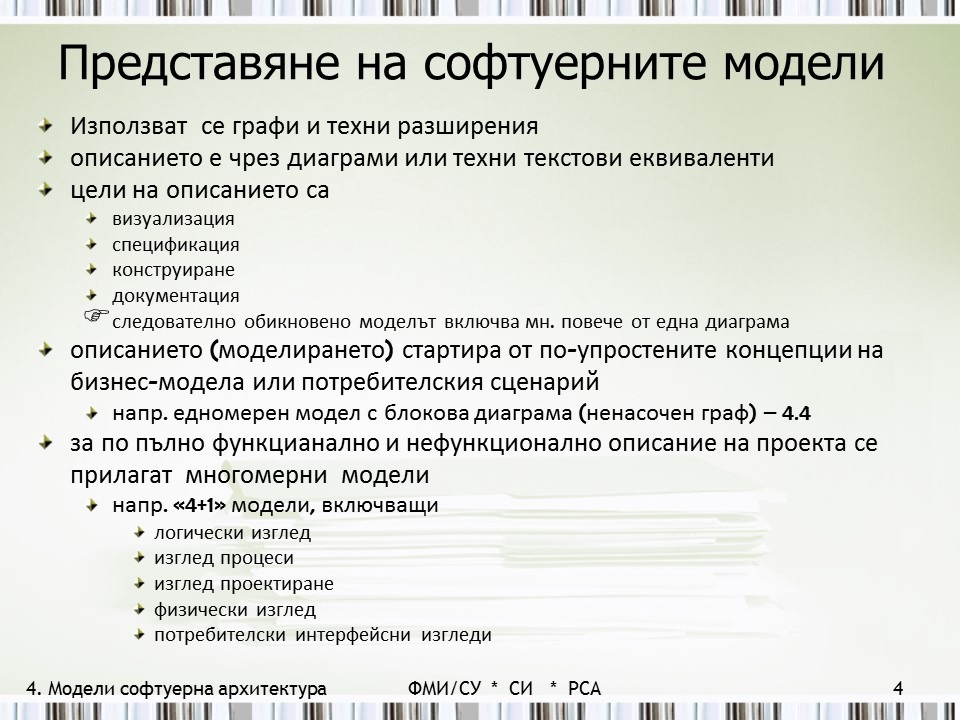 Представяне на софтуерните модели
Използват се графи и техни разширения
описанието е чрез диаграми или техни текстови еквиваленти
цели на описанието са
визуализация
спецификация
конструиране
документация
следователно обикновено моделът включва мн. повече от една диаграма
описанието (моделирането) стартира от по-упростените концепции на
бизнес-модела или потребителския сценарий
напр. едномерен модел с блокова диаграма (ненасочен граф) – 4.4
за по пълно функцианално и нефункционално описание на проекта се
прилагат многомерни модели
напр. «4+1» модели, включващи
логически изглед
изглед процеси
изглед проектиране
физически изглед
потребителски интерфейсни изгледи
4. Модели софтуерна архитектура ФМИ/СУ * СИ * РСА 4